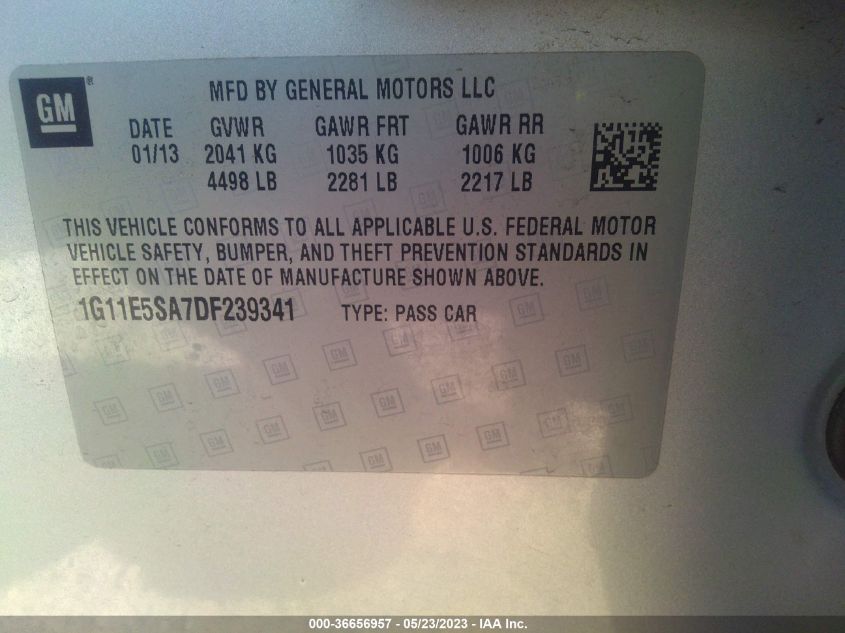 GM ®
MFD BY GENERAL MOTORS LLC
DATE GVWR GAWR FRT GAWR RR
01/13 2041 KG 1035 KG 1006 KG
4498 LB 2281 LB 2217 LB
THIS VEHICLE CONFORMS TO ALL APPLICABLE U.S. FEDERAL MOTOR
VEHICLE SAFETY, BUMPER, AND THEFT PREVENTION STANDARDS IN
EFFECT ON THE DATE OF MANUFACTURE SHOWN ABOVE.
1G11E5SA7DF239341 TYPE: PASS CAR
000-36656957 - 05/23/2023 - IAA Inc.